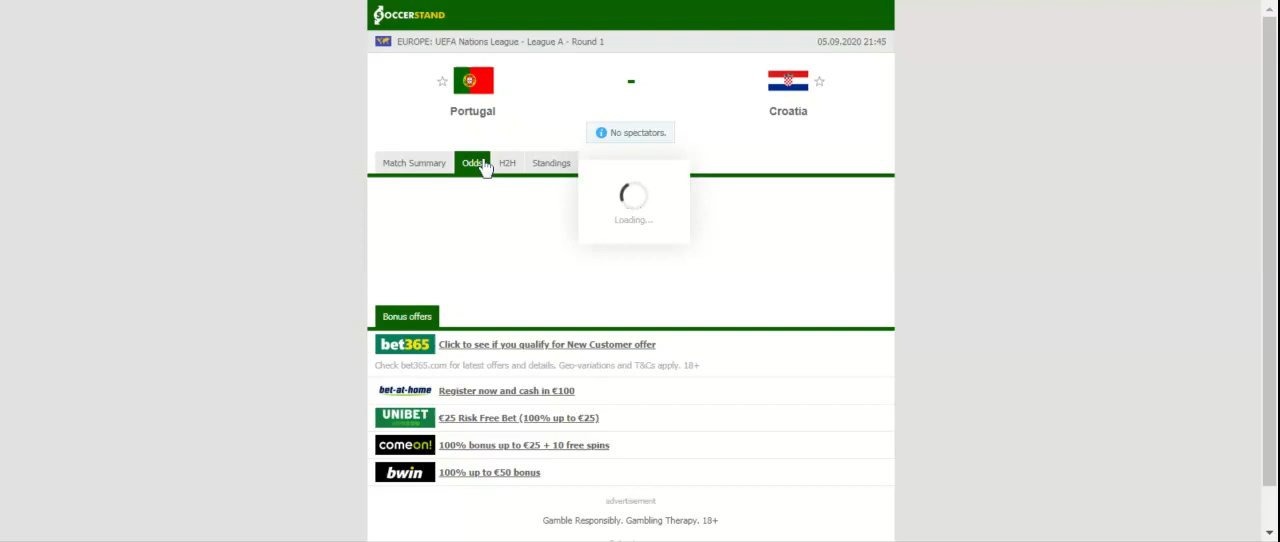 SOCCERSTAND
EUROPE: UEFA Nations League - League A - Round 1 05.09.2020 21:45
-
Portugal Croatia
No spectators.
Match Summary Odds H2H Standings
Loading...
Bonus offers
bet365 Click to see if you qualify for New Customer offer
Check bet365.com for latest offers and details. Geo-variations and T&Cs apply. 18+
bet-at-home Register now and cash in €100
UNIBET €25 Risk Free Bet (100% up to €25)
comeon! 100% bonus up to €25 + 10 free spins
bwin 100% up to €50 bonus
advertisement
Gamble Responsibly. Gambling Therapy. 18+